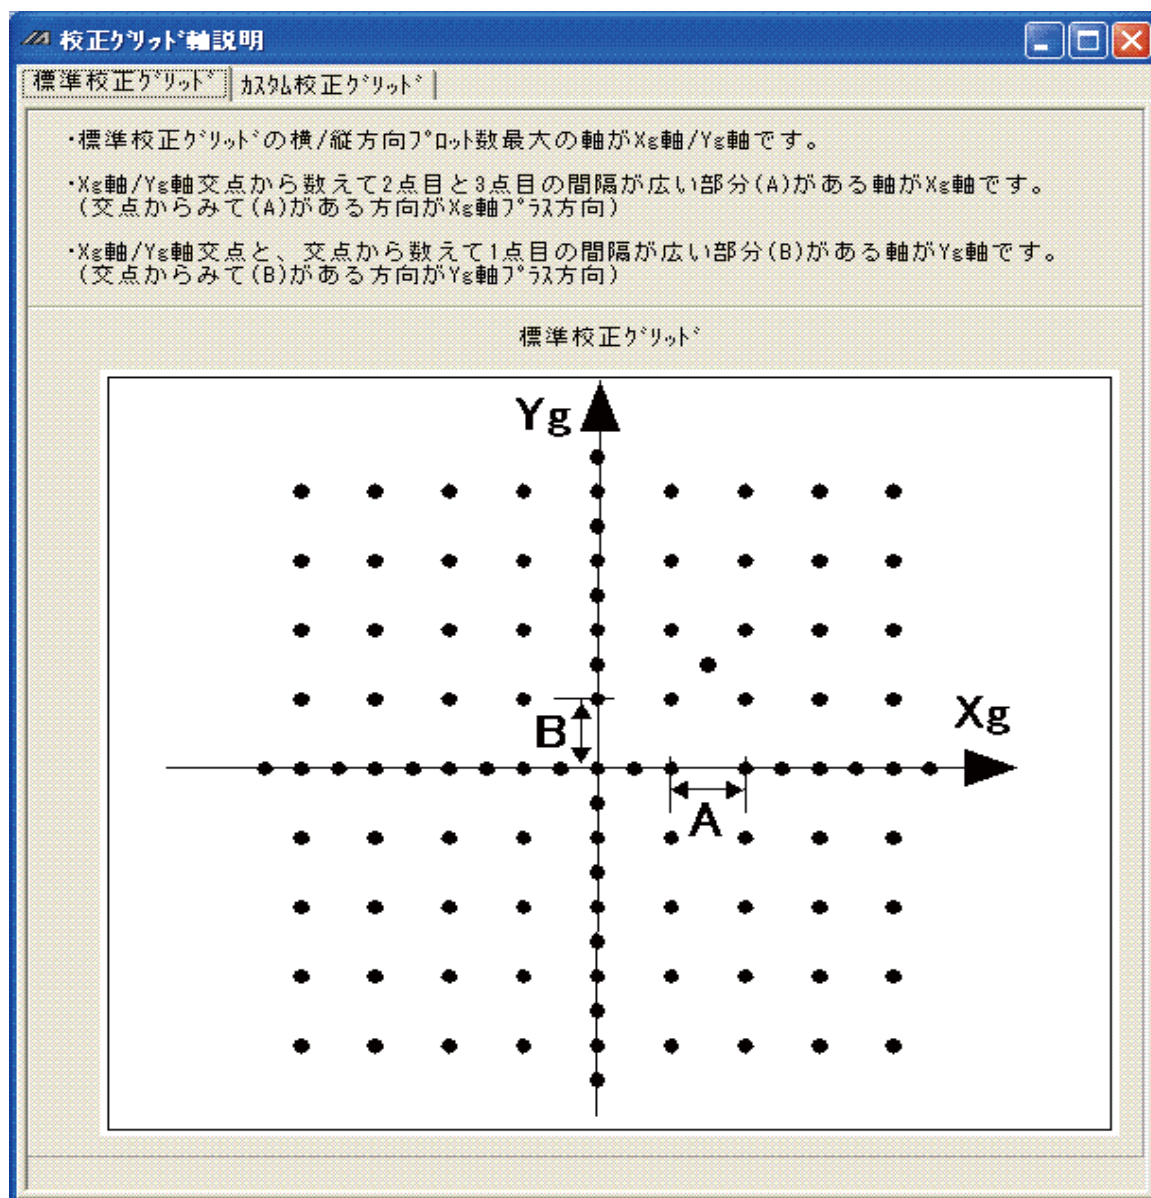 校正ｸﾞﾘｯﾄﾞ軸説明
標準校正ｸﾞﾘｯﾄﾞ ｶｽﾀﾑ校正ｸﾞﾘｯﾄﾞ
・標準校正ｸﾞﾘｯﾄﾞの横/縦方向ﾌﾟﾛｯﾄ数最大の軸がXg軸/Yg軸です。
・Xg軸/Yg軸交点から数えて2点目と3点目の間隔が広い部分(A)がある軸がXg軸です。
(交点からみて(A)がある方向がXg軸ﾌﾟﾗｽ方向)
・Xg軸/Yg軸交点と、交点から数えて1点目の間隔が広い部分(B)がある軸がYg軸です。
(交点からみて(B)がある方向がYg軸ﾌﾟﾗｽ方向)
標準校正ｸﾞﾘｯﾄﾞ
Yg
Xg
B
A